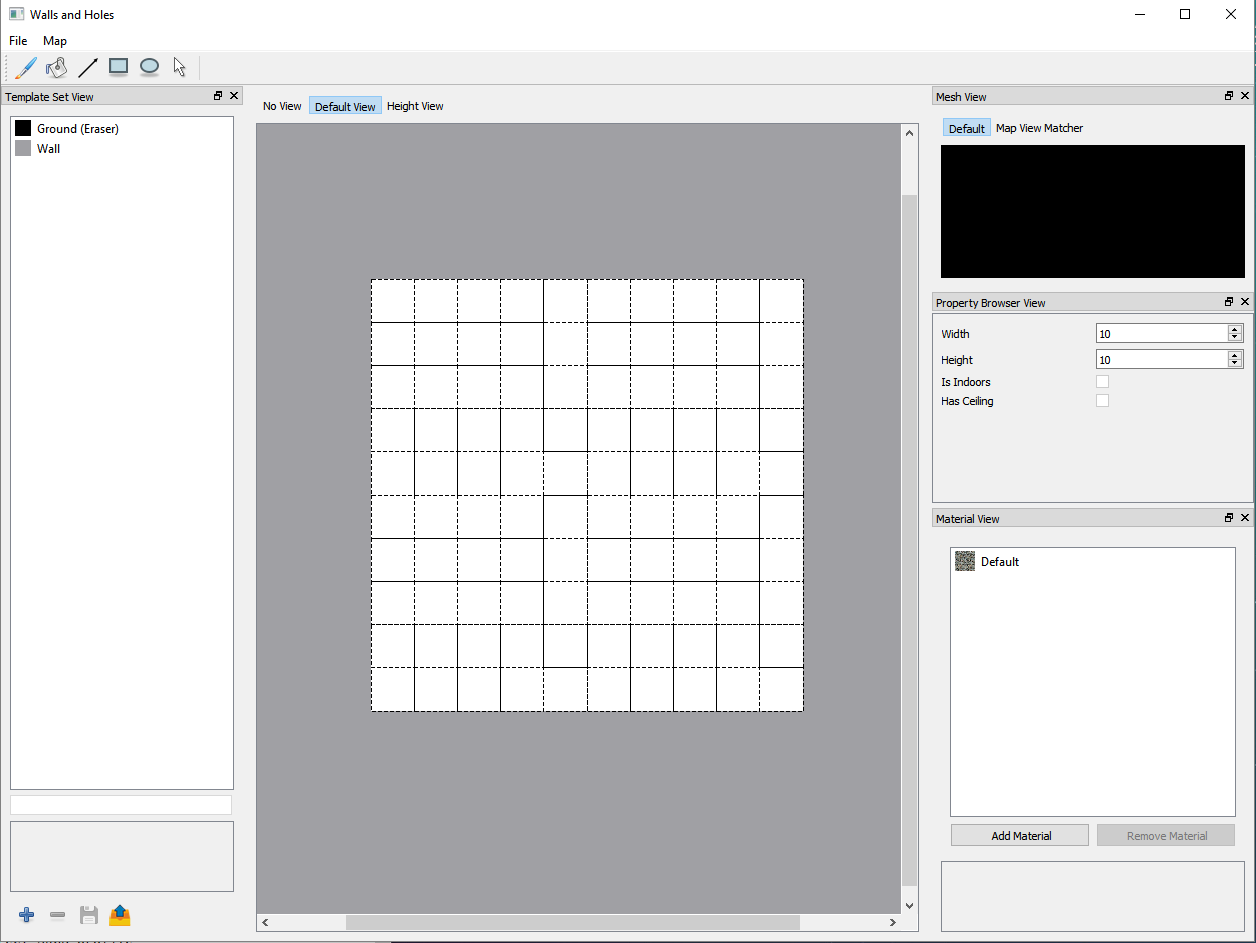 Walls and Holes
File Map
Template Set View
Ground (Eraser)
Wall
No View Default View Height View
Mesh View
Default Map View Matcher
Property Browser View
Width 10
Height 10
Is Indoors
Has Ceiling
Material View
Default
Add Material Remove Material